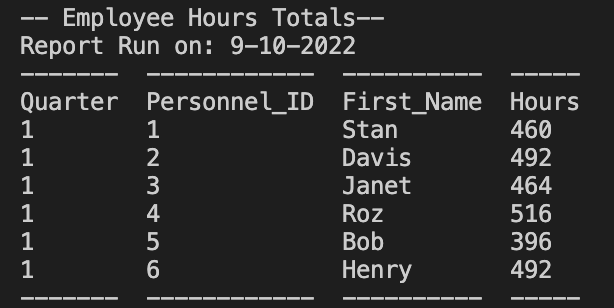 -- Employee Hours Totals--
Report Run on: 9-10-2022
-------  ------------  ----------  -----
Quarter  Personnel_ID  First_Name  Hours
1        1             Stan        460
1        2             Davis       492
1        3             Janet       464
1        4             Roz         516
1        5             Bob         396
1        6             Henry       492
-------  ------------  ----------  -----